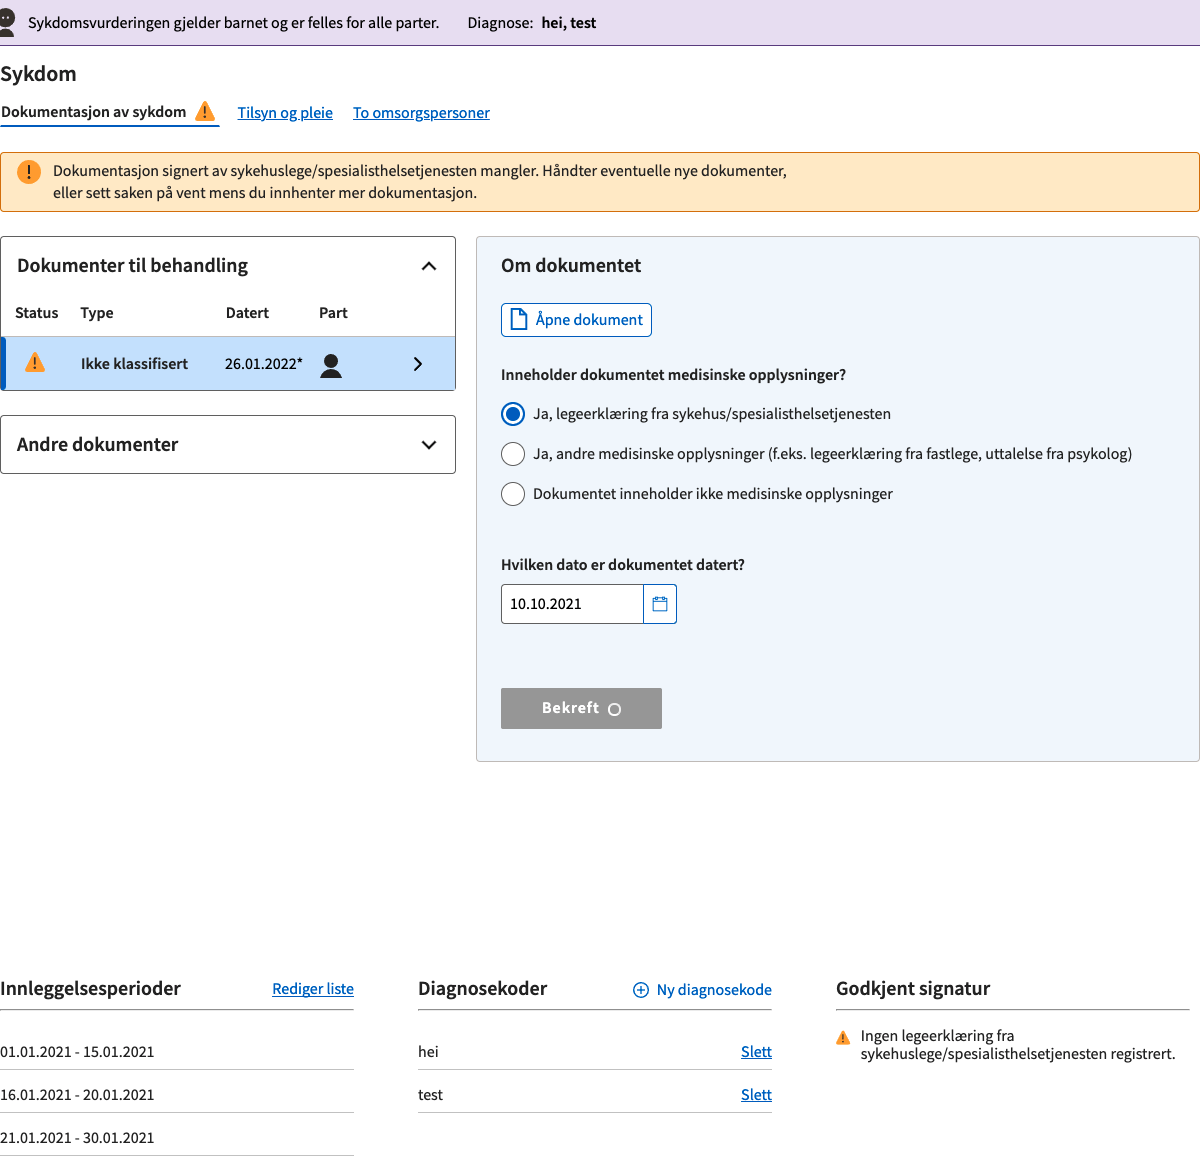 Sykdomsvurderingen gjelder barnet og er felles for alle parter. Diagnose: hei, test
Sykdom
Dokumentasjon av sykdom Tilsyn og pleie To omsorgspersoner
Dokumentasjon signert av sykehuslege/spesialisthelsetjenesten mangler. Håndter eventuelle nye dokumenter,
eller sett saken på vent mens du innhenter mer dokumentasjon.
Dokumenter til behandling
Status Type Datert Part
Ikke klassifisert 26.01.2022*
Andre dokumenter
Om dokumentet
Åpne dokument
Inneholder dokumentet medisinske opplysninger?
Ja, legeerklæring fra sykehus/spesialisthelsetjenesten
Ja, andre medisinske opplysninger (f.eks. legeerklæring fra fastlege, uttalelse fra psykolog)
Dokumentet inneholder ikke medisinske opplysninger
Hvilken dato er dokumentet datert?
10.10.2021
Bekreft
Innleggelsesperioder Rediger liste
01.01.2021 - 15.01.2021
16.01.2021 - 20.01.2021
21.01.2021 - 30.01.2021
Diagnosekoder Ny diagnosekode
hei Slett
test Slett
Godkjent signatur
Ingen legeerklæring fra
sykehuslege/spesialisthelsetjenesten registrert.